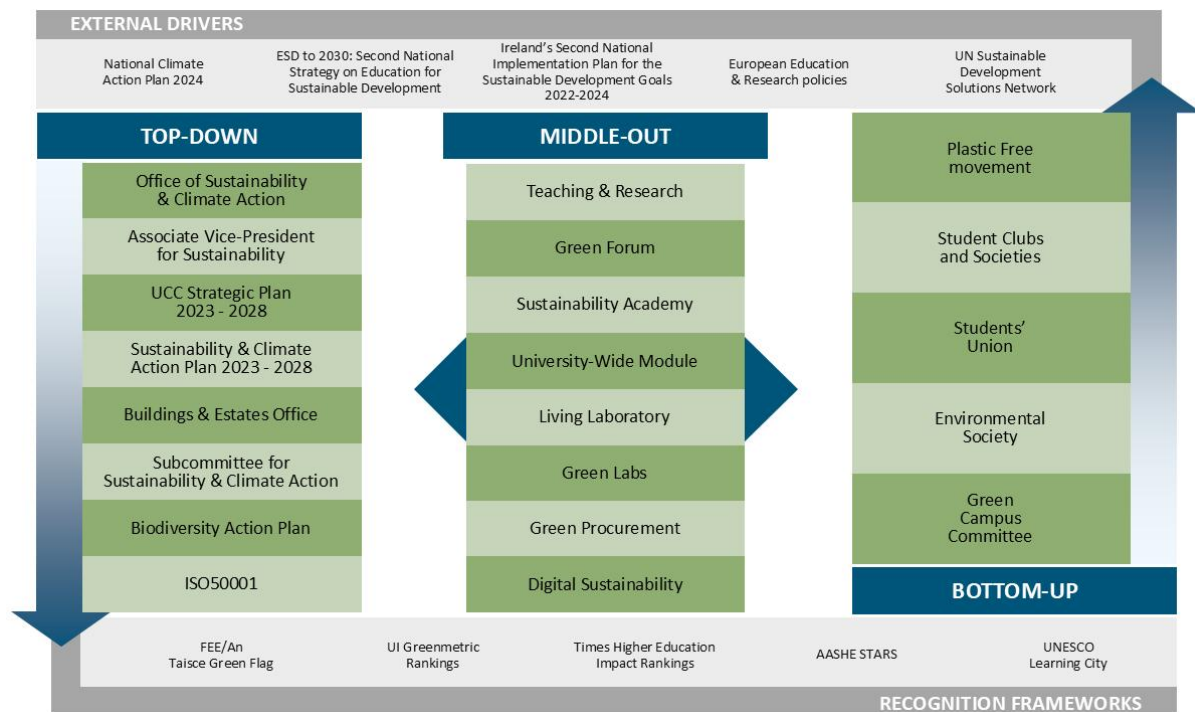 EXTERNAL DRIVERS
National Climate
Action Plan 2024
ESD to 2030: Second National
Strategy on Education for
Sustainable Development
Ireland's Second National
Implementation Plan for the
Sustainable Development Goals
2022-2024
European Education
& Research policies
UN Sustainable
Development
Solutions Network
TOP-DOWN
Office of Sustainability
& Climate Action
Associate Vice-President
for Sustainability
UCC Strategic Plan
2023 - 2028
Sustainability & Climate
Action Plan 2023 - 2028
Buildings & Estates Office
Subcommittee for
Sustainability & Climate Action
Biodiversity Action Plan
ISO50001
MIDDLE-OUT
Teaching & Research
Green Forum
Sustainability Academy
University-Wide Module
Living Laboratory
Green Labs
Green Procurement
Digital Sustainability
Plastic Free
movement
Student Clubs
and Societies
Students'
Union
Environmental
Society
Green
Campus
Committee
BOTTOM-UP
FEE/An
Taisce Green Flag
UI Greenmetric
Rankings
Times Higher Education
Impact Rankings
AASHE STARS
UNESCO
Learning City
RECOGNITION FRAMEWORKS